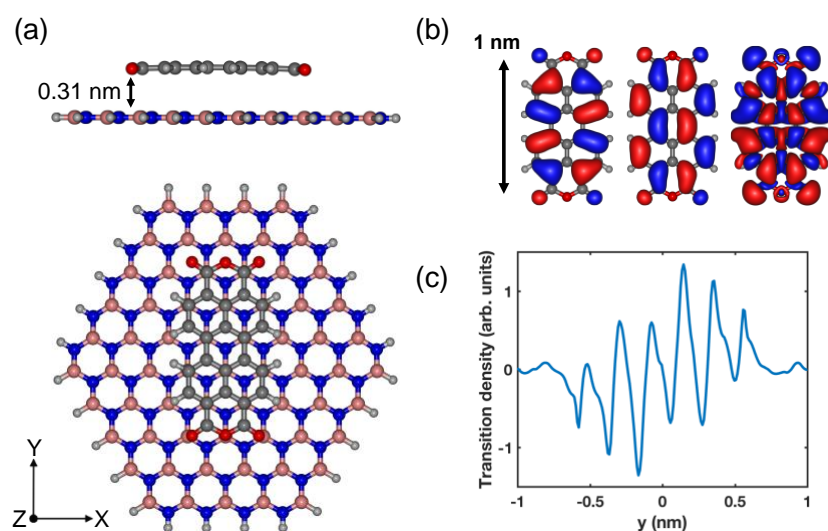 (a)
0.31 nm
Y
Z
X
(b)
1 nm
(c)
Transition density (arb. units)
1
0
-1
-1
-0.5
0
0.5
1
y (nm)